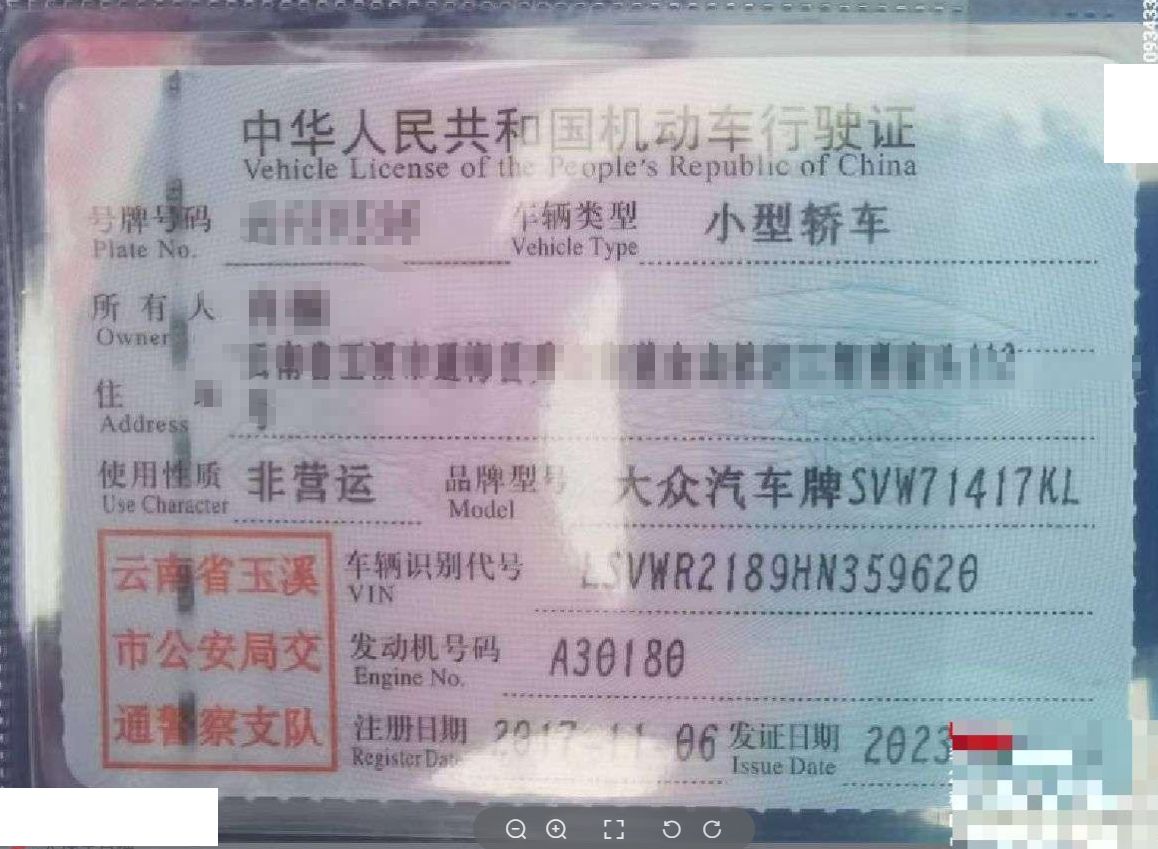 093433
中华人民共和国机动车行驶证
Vehicle License of the People's Republic of China
号牌号码 车辆类型 小型轿车
Plate No. Vehicle Type
所有人
Owner
住
Address
使用性质 非营运 品牌型号 大众汽车牌SVW71417KL
Use Character Model
云南省玉溪 车辆识别代号 LSVWR2189HN359620
VIN
市公安局交 发动机号码 A30180
Engine No.
通警察支队 注册日期 2017-11-06 发证日期 2023
Register Date Issue Date